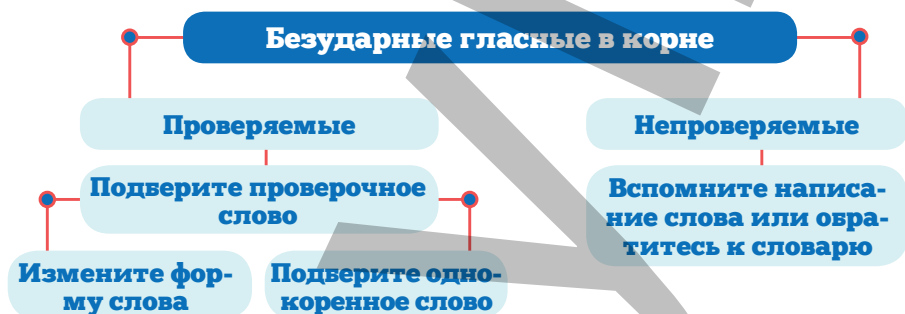 Безударные гласные в корне
Проверяемые
Непроверяемые
Подберите проверочное
слово
Вспомните написа-
ние слова или обра-
титесь к словарю
Измените фор-
му слова
Подберите одно-
коренное слово